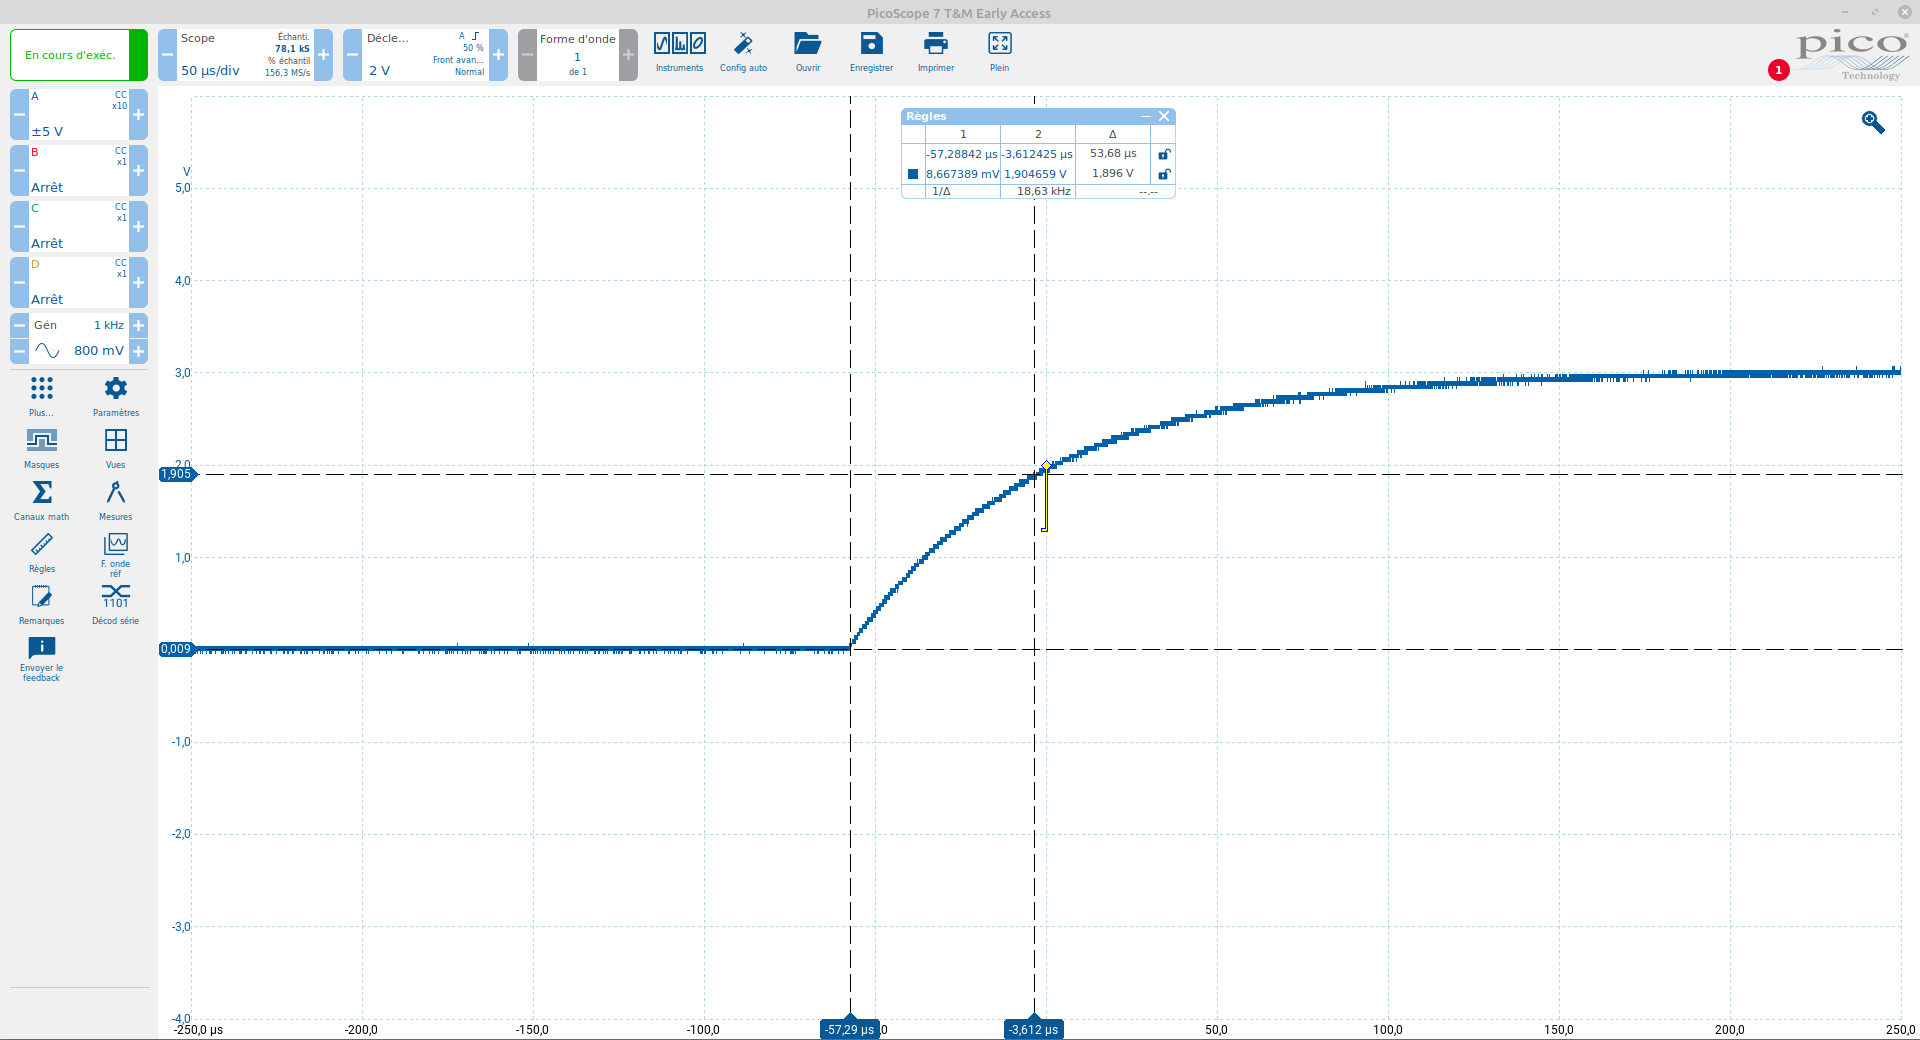 PicoScope 7 T&M Early Access
En cours d'exéc.
Scope
50 µs/div
Échanti.
78,1 kS
% échantil
156,3 MS/s
Décle...
2 V
A
50 %
Front avan...
Normal
Forme d'onde
1
de 1
Instruments
Config auto
Ouvrir
Enregistrer
Imprimer
Plein
1
pico
Technology
A
CC
x10
±5 V
B
CC
x1
Arrêt
C
CC
x1
Arrêt
D
CC
x1
Arrêt
Gén 1 kHz
800 mV
Plus...
Paramètres
Masques
Vues
Canaux math
Mesures
Règles
F. onde
réf
Remarques
1101
Décod série
Envoyer le
feedback
Règles
1 2 Δ
-57,28842 µs -3,612425 µs 53,68 µs
8,667389 mV 1,904659 V 1,896 V
1/Δ 18,63 kHz --.--
V
5,0
4,0
3,0
2,0
1,905
1,0
0,009
-1,0
-2,0
-3,0
-4,0
-250,0 µs -200,0 -150,0 -100,0 -57,29 µs -3,612 µs 50,0 100,0 150,0 200,0 250,0